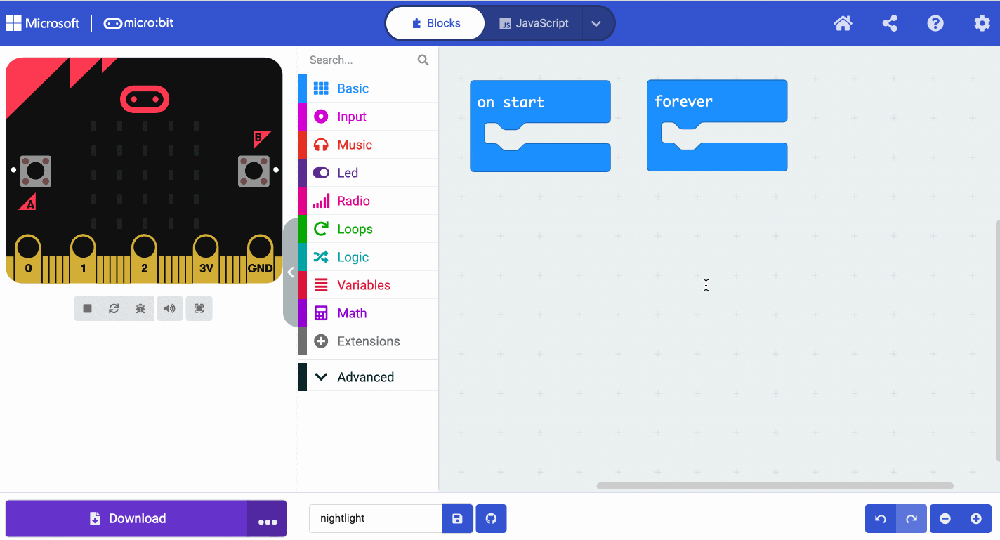 Microsoft
micro:bit
Blocks
JS
JavaScript
B
A
0
1
2
3V
GND
Search...
Basic
Input
Music
Led
Radio
Loops
Logic
Variables
Math
Extensions
Advanced
on start
forever
Download
nightlight